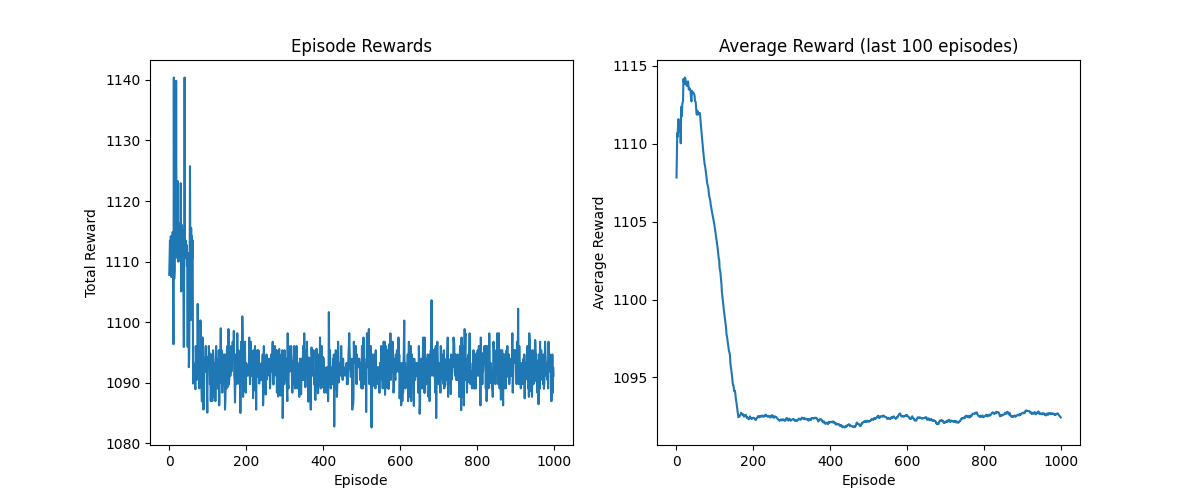 Episode Rewards
Total Reward
1140
1130
1120
1110
1100
1090
1080
0 200 400 600 800 1000
Episode
Average Reward (last 100 episodes)
Average Reward
1115
1110
1105
1100
1095
0 200 400 600 800 1000
Episode